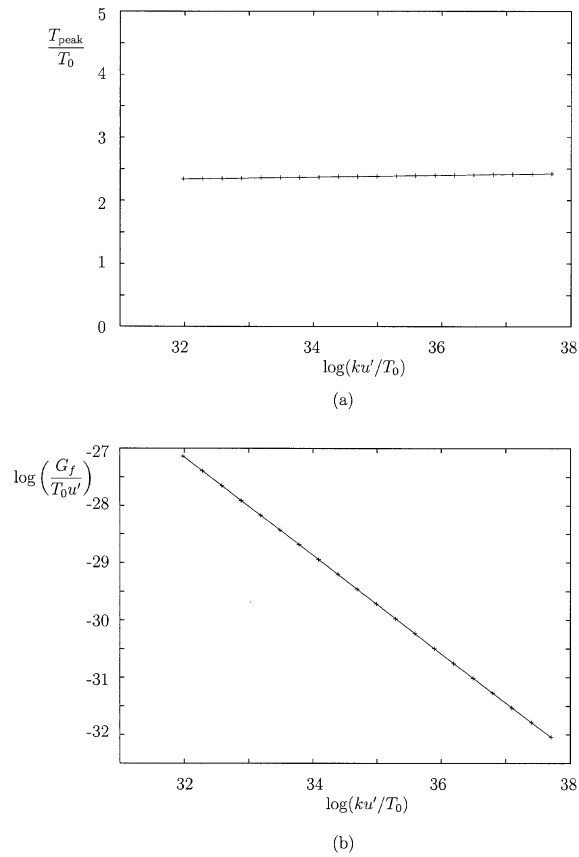 5
T_peak / T_0
4
3
2
1
0
32 34 36 38
log(ku'/T_0)
(a)
-27
log(G_f / T_0u')
-28
-29
-30
-31
-32
32 34 36 38
log(ku'/T_0)
(b)